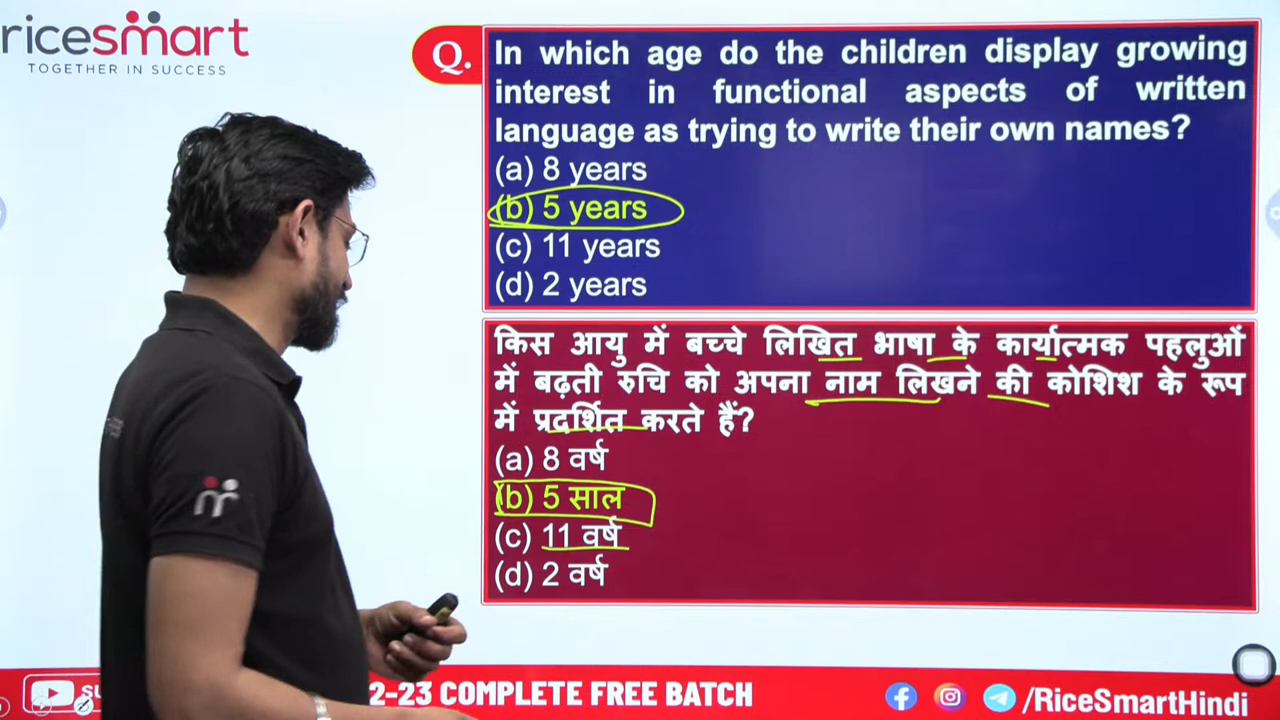 ricesmart
TOGETHER IN SUCCESS
Q.
In which age do the children display growing
interest in functional aspects of written
language as trying to write their own names?
(a) 8 years
(b) 5 years
(c) 11 years
(d) 2 years
किस आयु में बच्चे लिखित भाषा के कार्यात्मक पहलुओं
में बढ़ती रुचि को अपना नाम लिखने की कोशिश के रूप
में प्रदर्शित करते हैं?
(a) 8 वर्ष
(b) 5 साल
(c) 11 वर्ष
(d) 2 वर्ष
2-23 COMPLETE FREE BATCH
/RiceSmartHindi